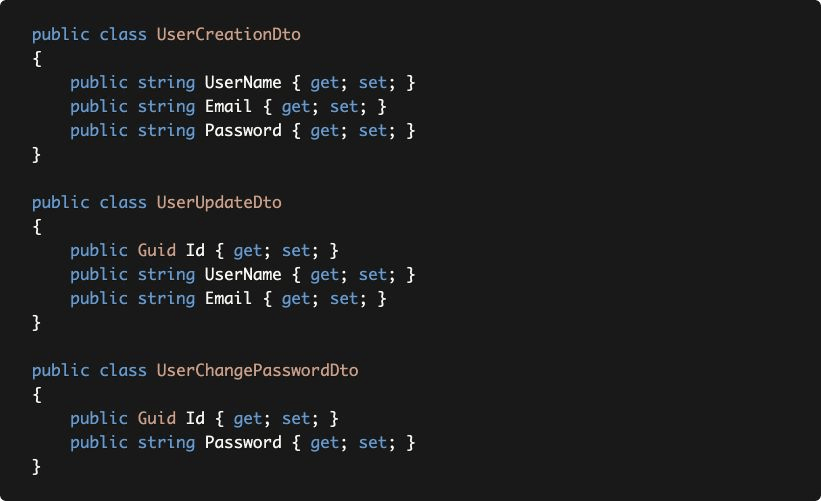 public class UserCreationDto
{
    public string UserName { get; set; }
    public string Email { get; set; }
    public string Password { get; set; }
}

public class UserUpdateDto
{
    public Guid Id { get; set; }
    public string UserName { get; set; }
    public string Email { get; set; }
}

public class UserChangePasswordDto
{
    public Guid Id { get; set; }
    public string Password { get; set; }
}